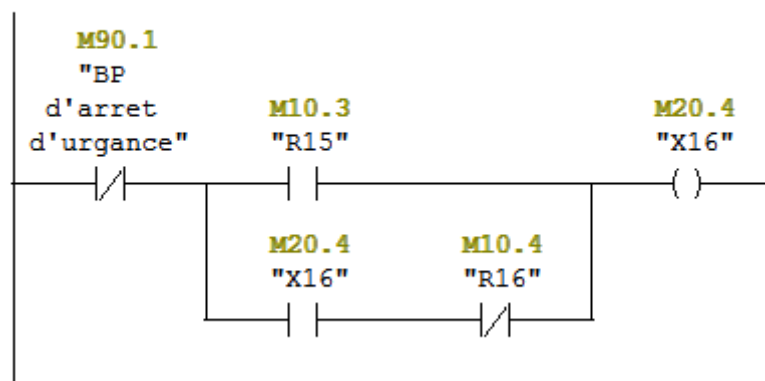 M90.1
"BP
d'arret
d'urgance"
M10.3
"R15"
M20.4
"X16"
M20.4
"X16"
M10.4
"R16"